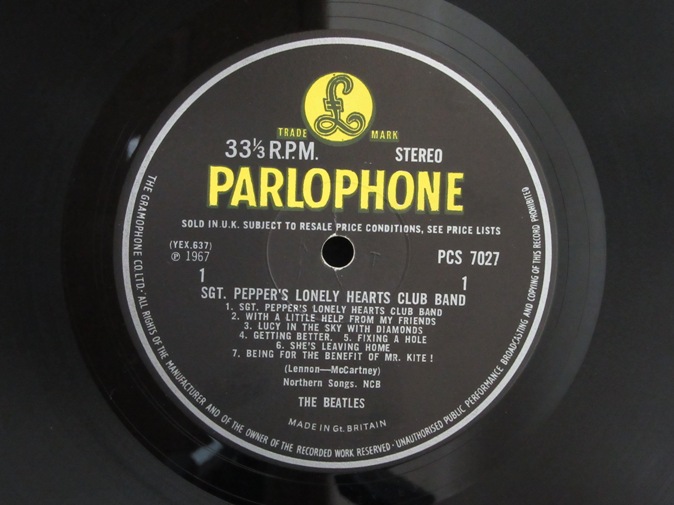 £
TRADE MARK
33⅓ R.P.M. STEREO
PARLOPHONE
SOLD IN U.K. SUBJECT TO RESALE PRICE CONDITIONS, SEE PRICE LISTS
(YEX.637) PCS 7027
℗ 1967
1 1
SGT. PEPPER'S LONELY HEARTS CLUB BAND
1. SGT. PEPPER'S LONELY HEARTS CLUB BAND
2. WITH A LITTLE HELP FROM MY FRIENDS
3. LUCY IN THE SKY WITH DIAMONDS
4. GETTING BETTER. 5. FIXING A HOLE
6. SHE'S LEAVING HOME
7. BEING FOR THE BENEFIT OF MR. KITE!
(Lennon—McCartney)
Northern Songs. NCB
THE BEATLES
MADE IN Gt. BRITAIN
THE GRAMOPHONE CO. LTD. · ALL RIGHTS OF THE MANUFACTURER AND OF THE OWNER OF THE RECORDED WORK RESERVED · UNAUTHORISED PUBLIC PERFORMANCE BROADCASTING AND COPYING OF THIS RECORD PROHIBITED